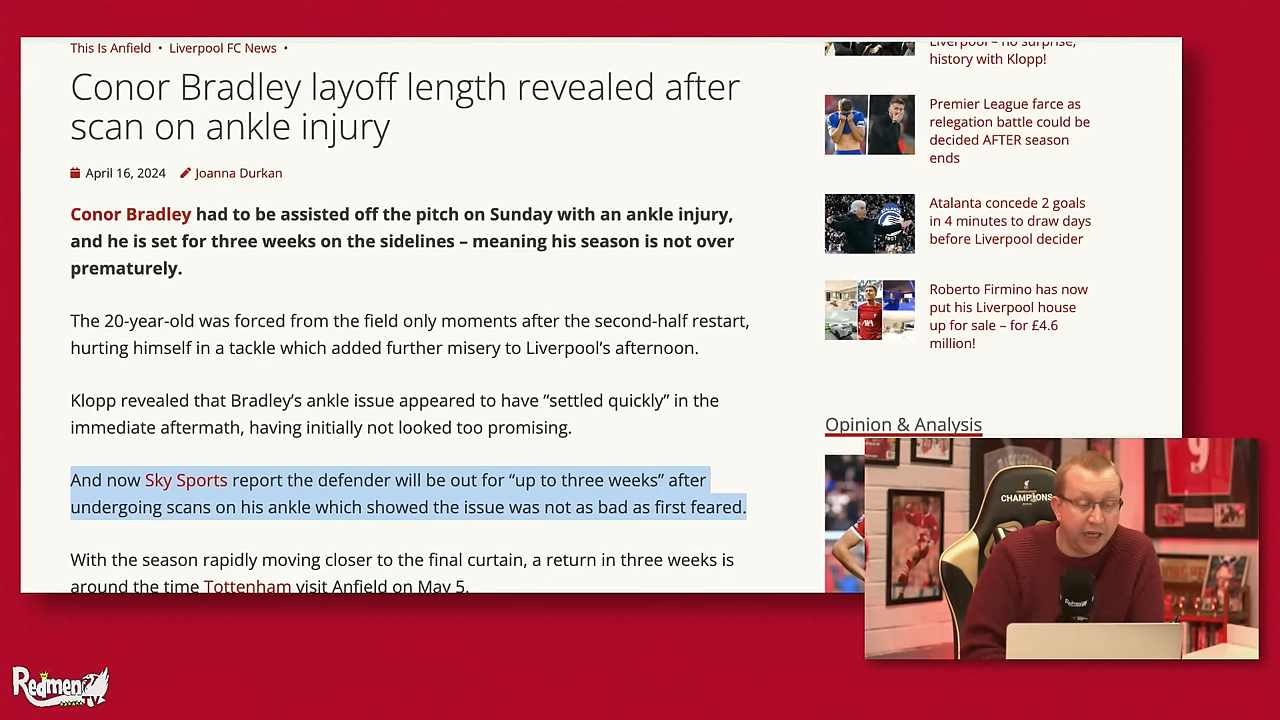 This Is Anfield • Liverpool FC News •
Conor Bradley layoff length revealed after
scan on ankle injury
April 16, 2024 Joanna Durkan
Conor Bradley had to be assisted off the pitch on Sunday with an ankle injury,
and he is set for three weeks on the sidelines – meaning his season is not over
prematurely.
The 20-year-old was forced from the field only moments after the second-half restart,
hurting himself in a tackle which added further misery to Liverpool’s afternoon.
Klopp revealed that Bradley’s ankle issue appeared to have “settled quickly” in the
immediate aftermath, having initially not looked too promising.
And now Sky Sports report the defender will be out for “up to three weeks” after
undergoing scans on his ankle which showed the issue was not as bad as first feared.
With the season rapidly moving closer to the final curtain, a return in three weeks is
around the time Tottenham visit Anfield on May 5.
Liverpool – no surprise,
history with Klopp!
Premier League farce as
relegation battle could be
decided AFTER season
ends
Atalanta concede 2 goals
in 4 minutes to draw days
before Liverpool decider
Roberto Firmino has now
put his Liverpool house
up for sale – for £4.6
million!
Opinion & Analysis
CHAMPIONS
9
Redmen
Redmen
TV